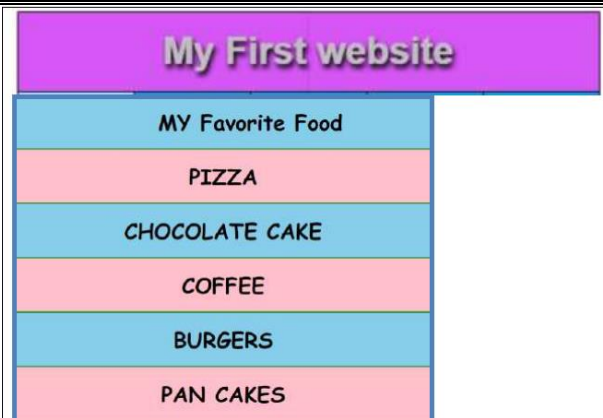 My First website
MY Favorite Food
PIZZA
CHOCOLATE CAKE
COFFEE
BURGERS
PAN CAKES